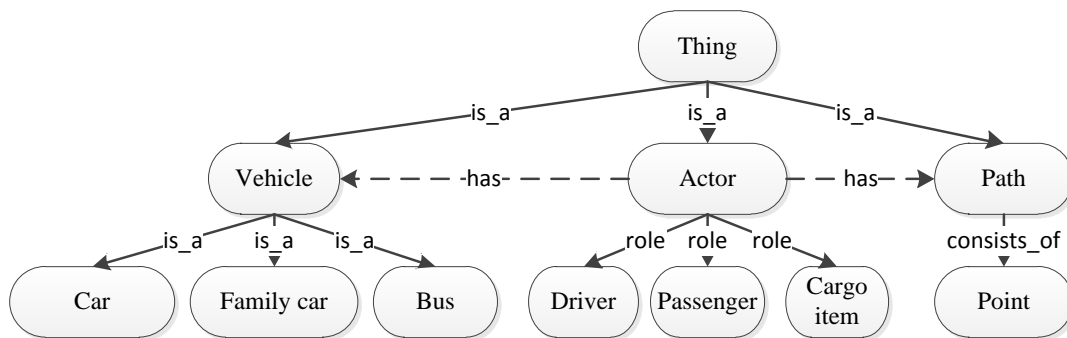 Thing
is_a
is_a
is_a
Vehicle
has
Actor
has
Path
is_a
is_a
is_a
role
role
role
consists_of
Car
Family car
Bus
Driver
Passenger
Cargo
item
Point